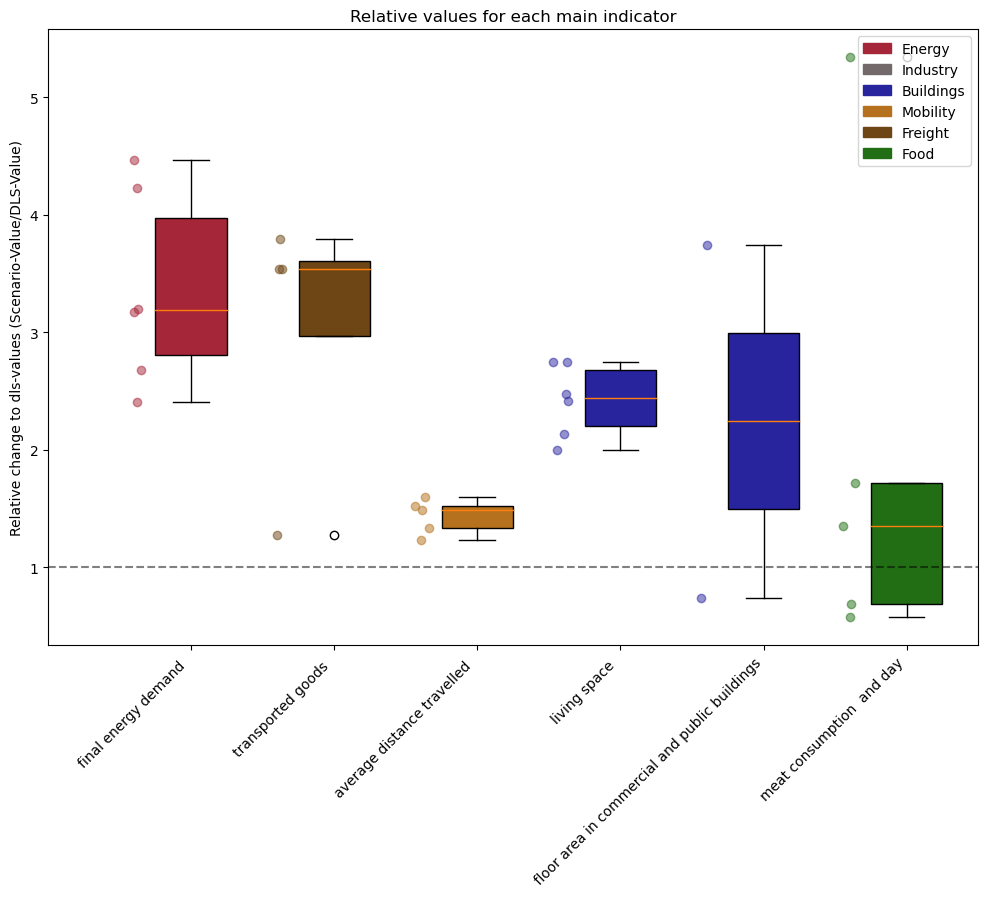 Relative values for each main indicator
Relative change to dls-values (Scenario-Value/DLS-Value)
5
4
3
2
1
Energy
Industry
Buildings
Mobility
Freight
Food
final energy demand
transported goods
average distance travelled
living space
floor area in commercial and public buildings
meat consumption  and day